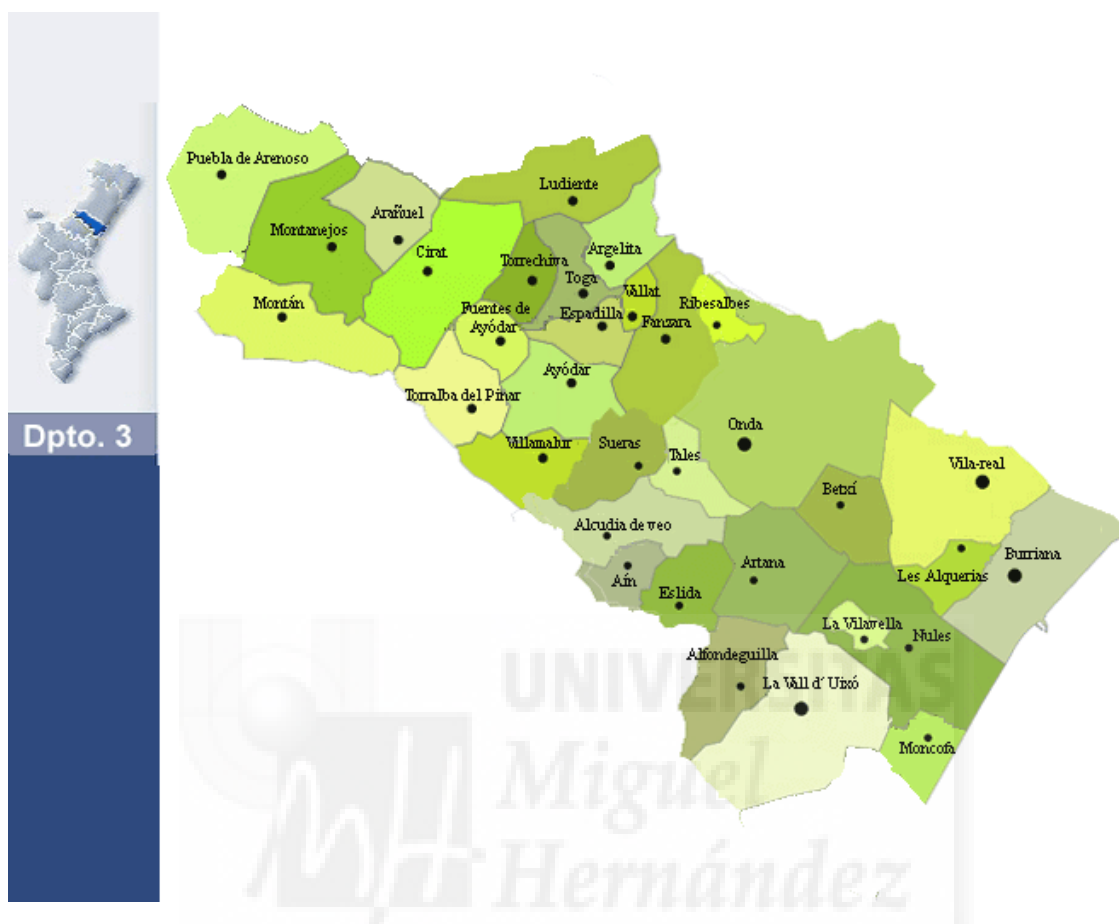 Dpto. 3
Puebla de Arenoso
Ludiente
Arañuel
Montanejos
Cirat
Argelita
Torrechiva
Toga
Montán
Fuentes de
Ayódar
Espadilla
Vallat
Ribesalbes
Fanzara
Ayódar
Torralba del Pinar
Onda
Villamalur
Sueras
Tales
Vila-real
Betxí
Alcudia de veo
Artana
Burriana
Aín
Les Alquerias
Eslida
La Vilavella
Nules
Alfondeguilla
La Vall d' Uixó
Moncofa
UNIVERSITAS
Miguel
Hernández